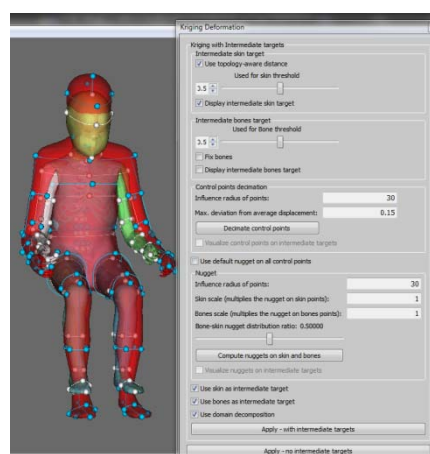 Kriging Deformation
Kriging with Intermediate targets
Intermediate skin target
Use topology-aware distance
Used for skin threshold
3.5
Display intermediate skin target
Intermediate bones target
Used for Bone threshold
3.5
Fix bones
Display intermediate bones target
Control points decimation
Influence radius of points: 30
Max. deviation from average displacement: 0.15
Decimate control points
Visualize control points on intermediate targets
Use default nugget on all control points
Nugget
Influence radius of points: 30
Skin scale (multiplies the nugget on skin points): 1
Bones scale (multiplies the nugget on bones points): 1
Bone-skin nugget distribution ratio: 0.50000
Compute nuggets on skin and bones
Visualize nuggets on intermediate targets
Use skin as intermediate target
Use bones as intermediate target
Use domain decomposition
Apply - with intermediate targets
Apply - no intermediate targets